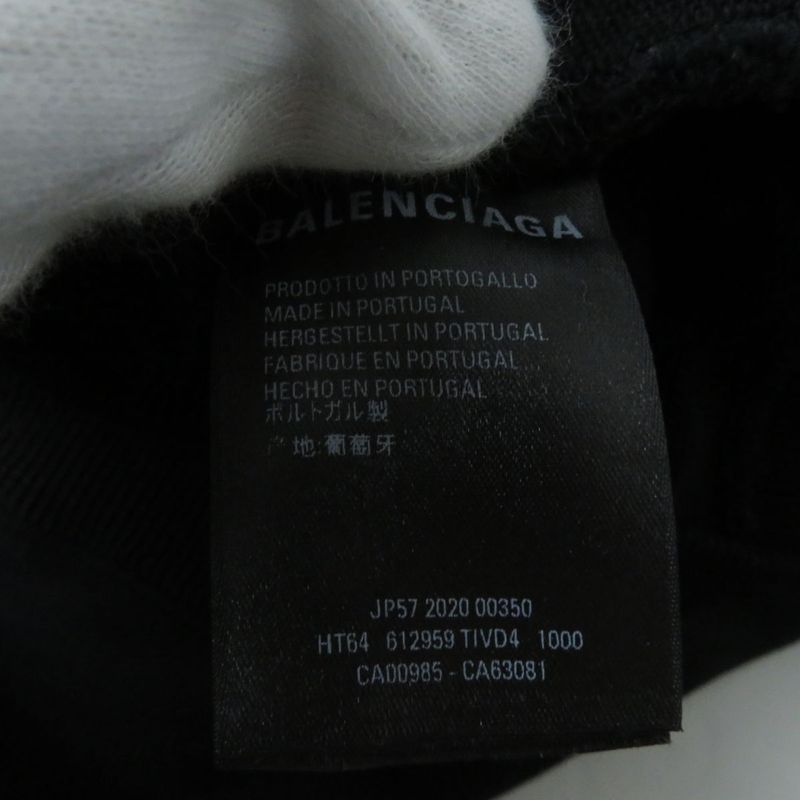 BALENCIAGA
PRODOTTO IN PORTOGALLO
MADE IN PORTUGAL
HERGESTELLT IN PORTUGAL
FABRIQUE EN PORTUGAL
HECHO EN PORTUGAL
ポルトガル製
产地:葡萄牙
JP57 2020 00350
HT64 612959 TIVD4 1000
CA00985 - CA63081